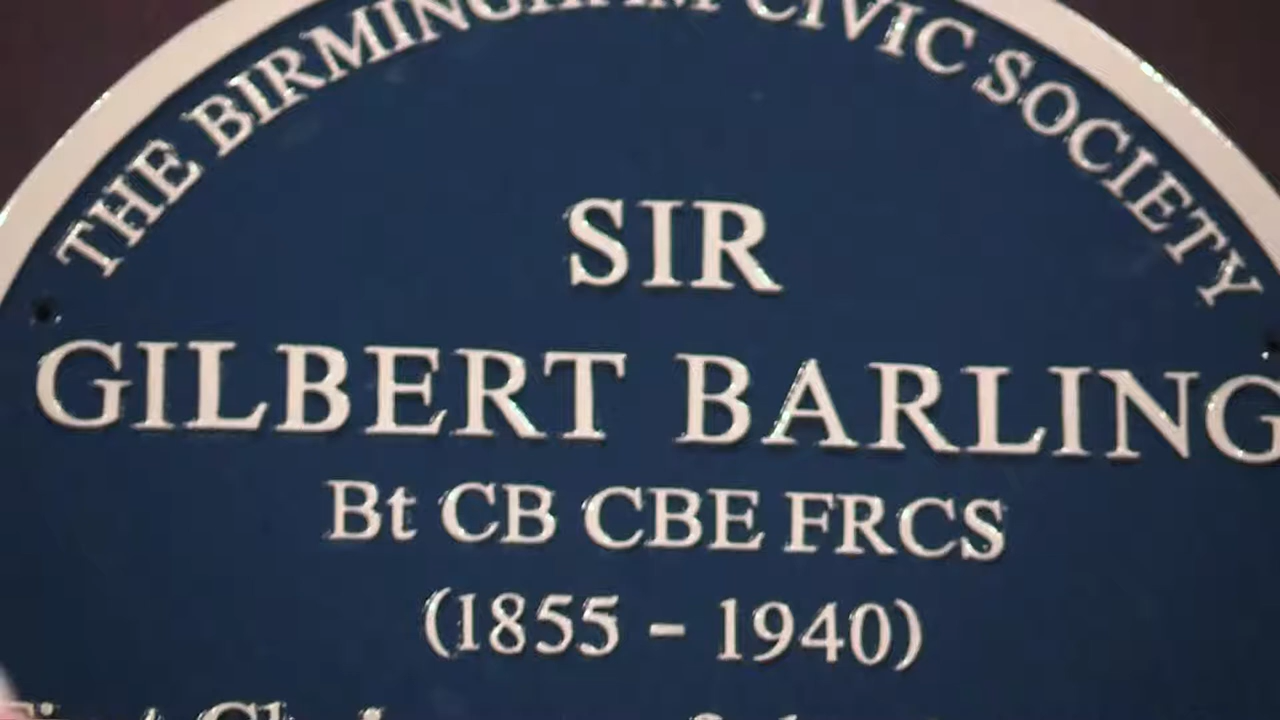 THE BIRMINGHAM CIVIC SOCIETY
SIR
GILBERT BARLING
Bt CB CBE FRCS
(1855 - 1940)